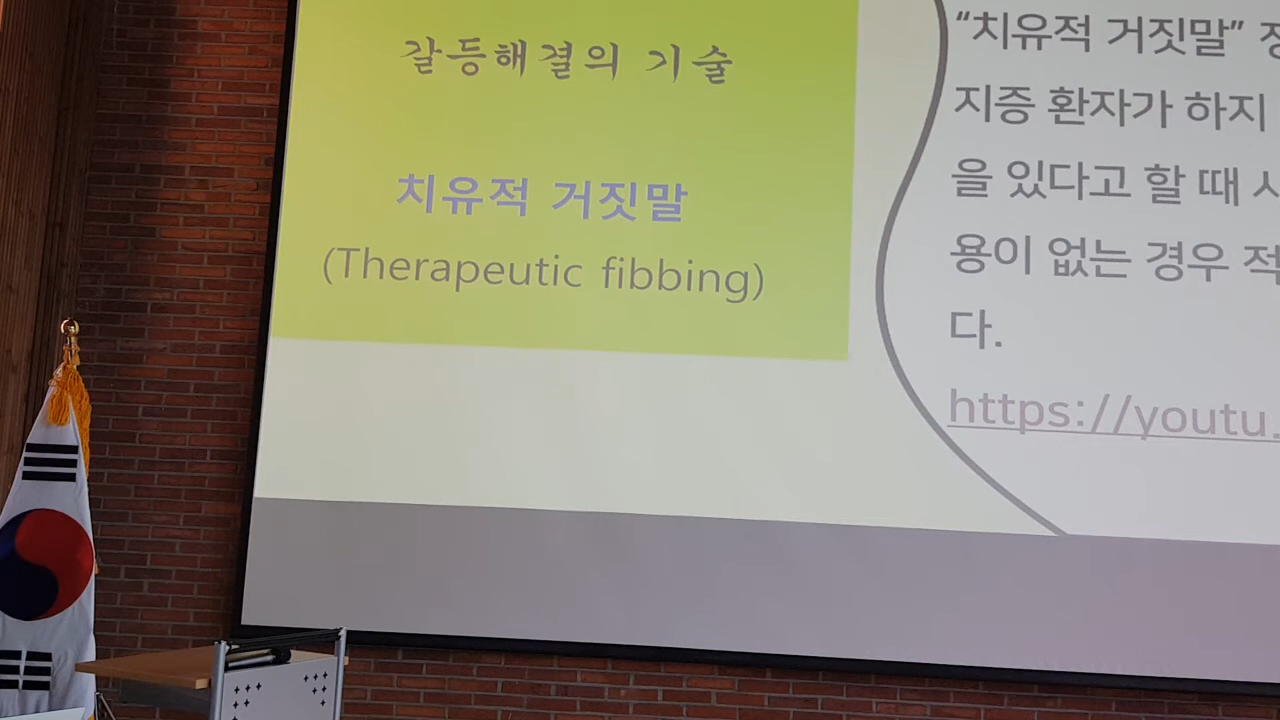 갈등해결의 기술
치유적 거짓말
(Therapeutic fibbing)
“치유적 거짓말”
지증 환자가 하지
을 있다고 할 때
용이 없는 경우
다.
https://youtu.